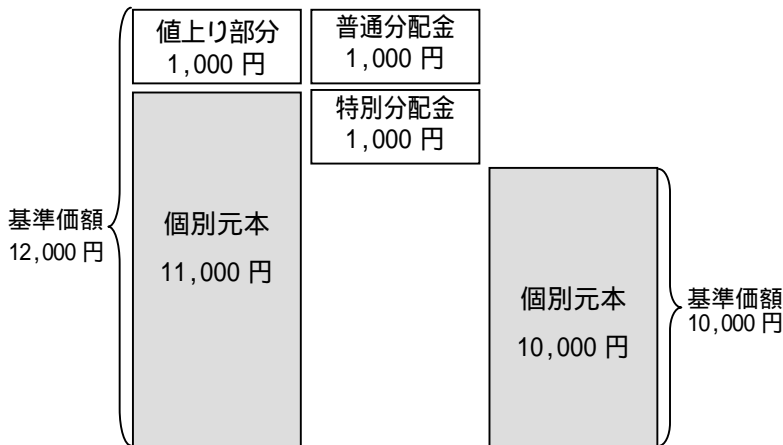 値上り部分
1,000 円
普通分配金
1,000 円
特別分配金
1,000 円
基準価額
12,000 円
個別元本
11,000 円
個別元本
10,000 円
基準価額
10,000 円